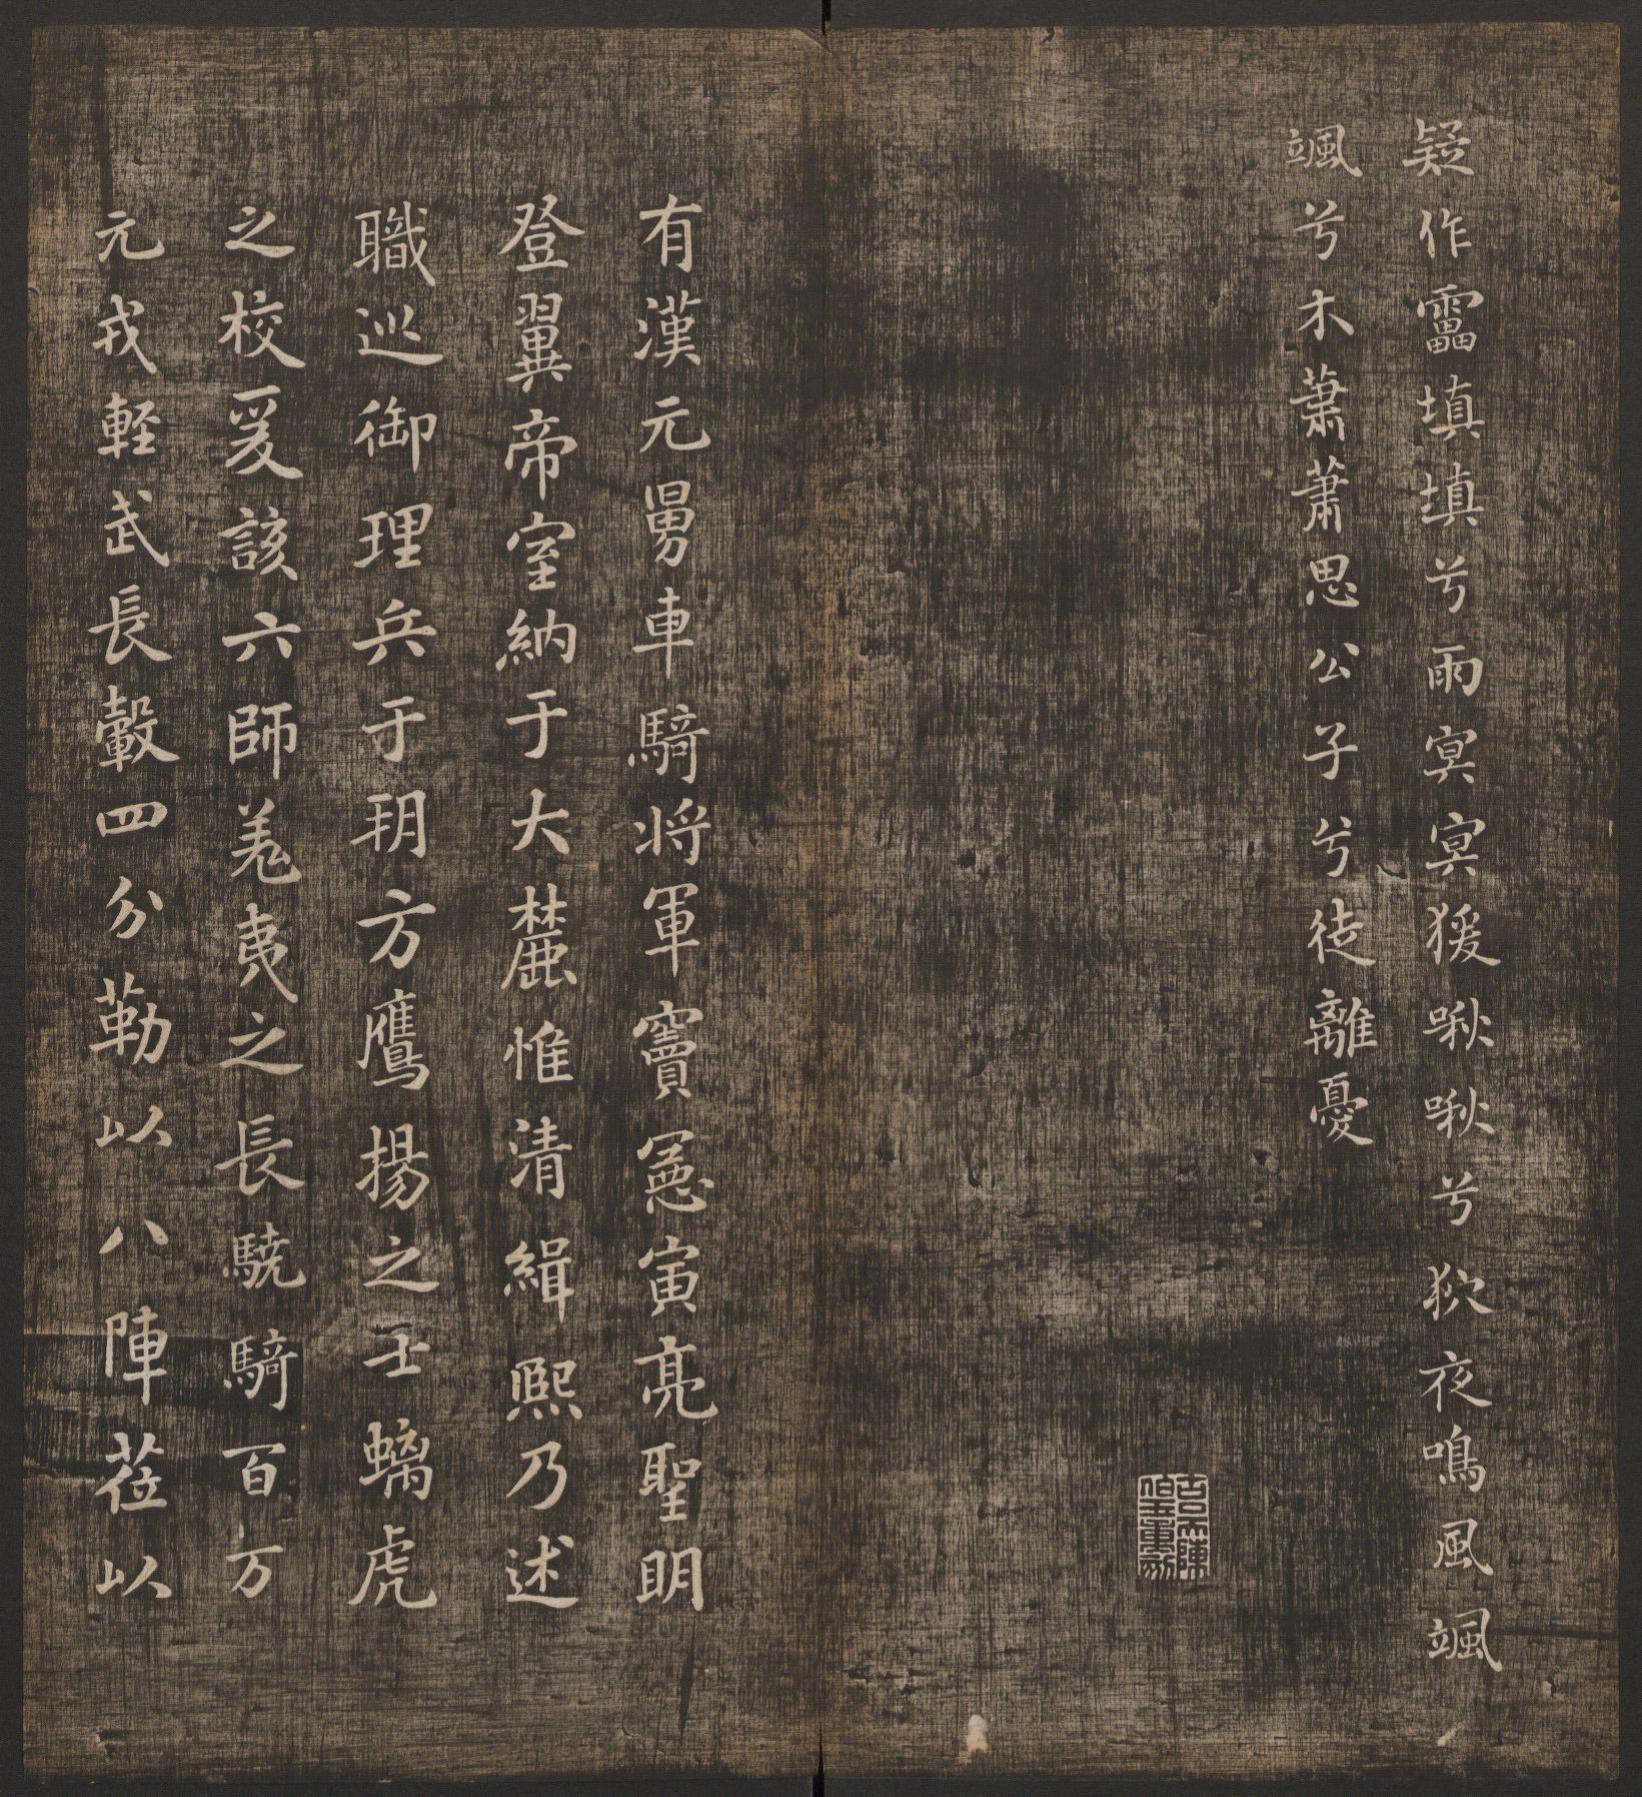 疑作雷填填兮雨冥冥猨啾啾兮狖夜鳴風颯
颯兮木蕭蕭思公子兮徒離憂
有漢元舅車騎將軍竇憲寅亮聖明
登翼帝室納于大麓惟清緝熙乃述
職巡御理兵于朔方鷹揚之士螭虎
之校爰該六師羌夷之長驍騎百万
元戎輕武長轂四分勒以八陣莅以